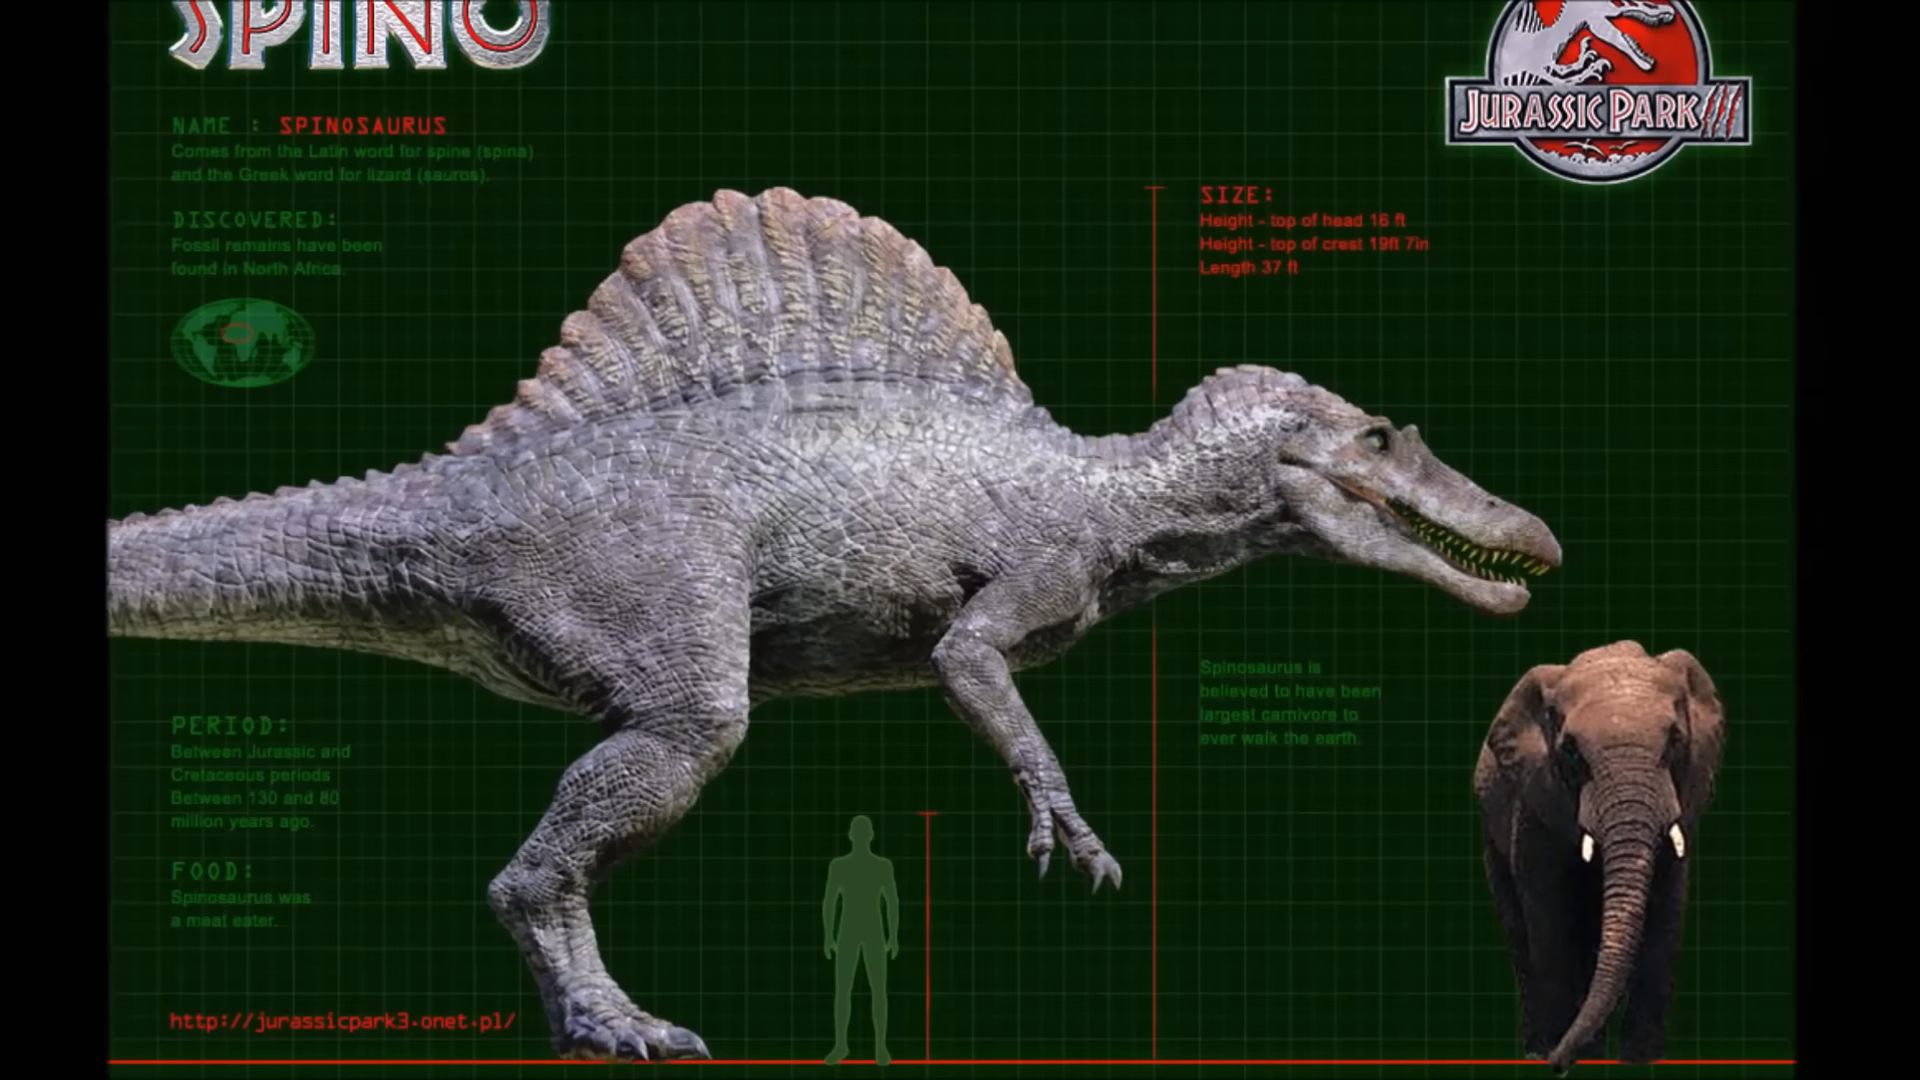 SPINO
JURASSIC PARK ///
NAME : SPINOSAURUS
Comes from the Latin word for spine (spina)
and the Greek word for lizard (sauros).
DISCOVERED:
Fossil remains have been
found in North Africa.
SIZE:
Height - top of head 16 ft
Height - top of crest 19ft 7in
Length 37 ft
Spinosaurus is
believed to have been
largest carnivore to
ever walk the earth.
PERIOD:
Between Jurassic and
Cretaceous periods
Between 130 and 80
million years ago.
FOOD:
Spinosaurus was
a meat eater.
http://jurassicpark3.onet.pl/